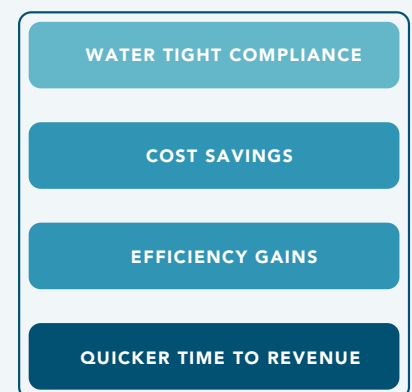 WATER TIGHT COMPLIANCE
COST SAVINGS
EFFICIENCY GAINS
QUICKER TIME TO REVENUE